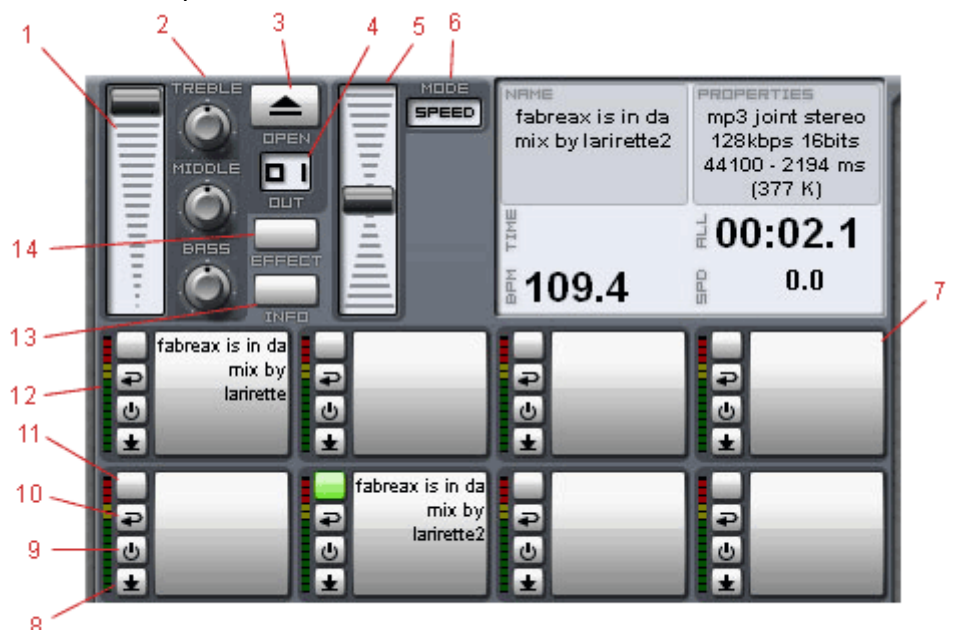 1
2
3
4
5
6
TREBLE
MIDDLE
BASS
OPEN
01
OUT
EFFECT
INFO
MODE
SPEED
NAME
fabreax is in da
mix by larirette2
PROPERTIES
mp3 joint stereo
128kbps 16bits
44100 - 2194 ms
(377 K)
TIME
ALL
00:02.1
BPM
109.4
SPD
0.0
14
13
7
12
fabreax is in da
mix by
larirette
11
10
9
8
fabreax is in da
mix by
larirette2